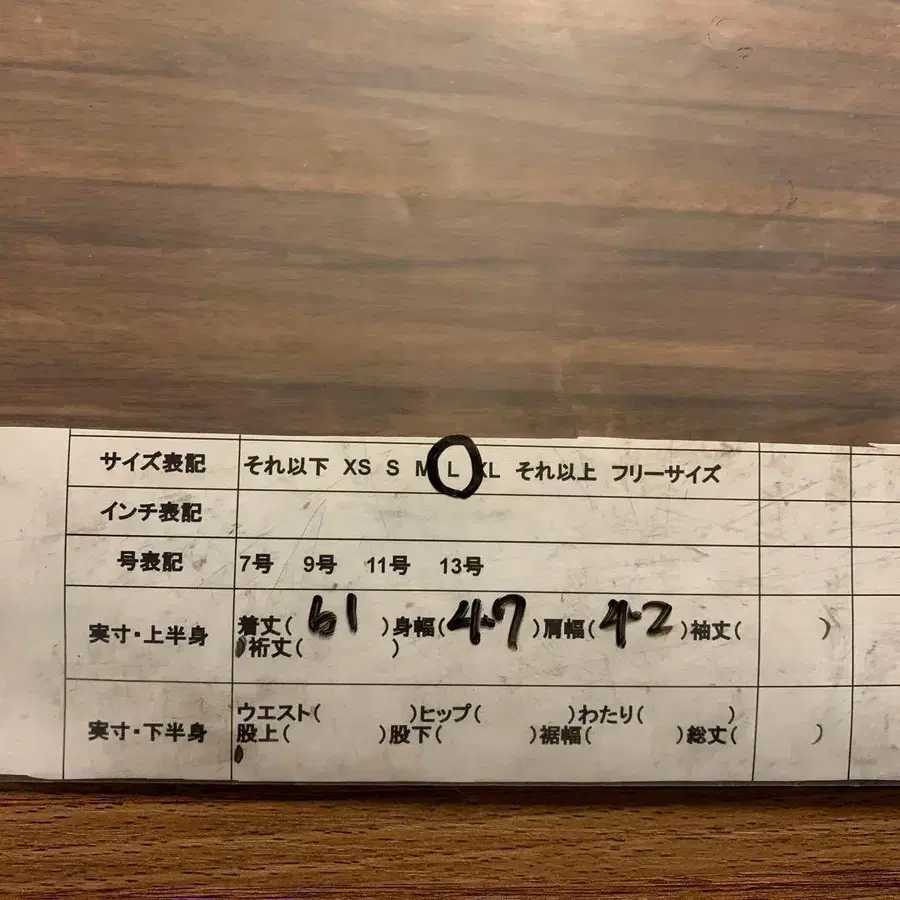 サイズ表記 それ以下 XS S M L XL それ以上 フリーサイズ
インチ表記
号表記 7号 9号 11号 13号
実寸・上半身 着丈( 61 )身幅( 47 )肩幅( 42 )袖丈( )
裄丈( )
実寸・下半身 ウエスト( )ヒップ( )わたり( )
股上( )股下( )裾幅( )総丈( )